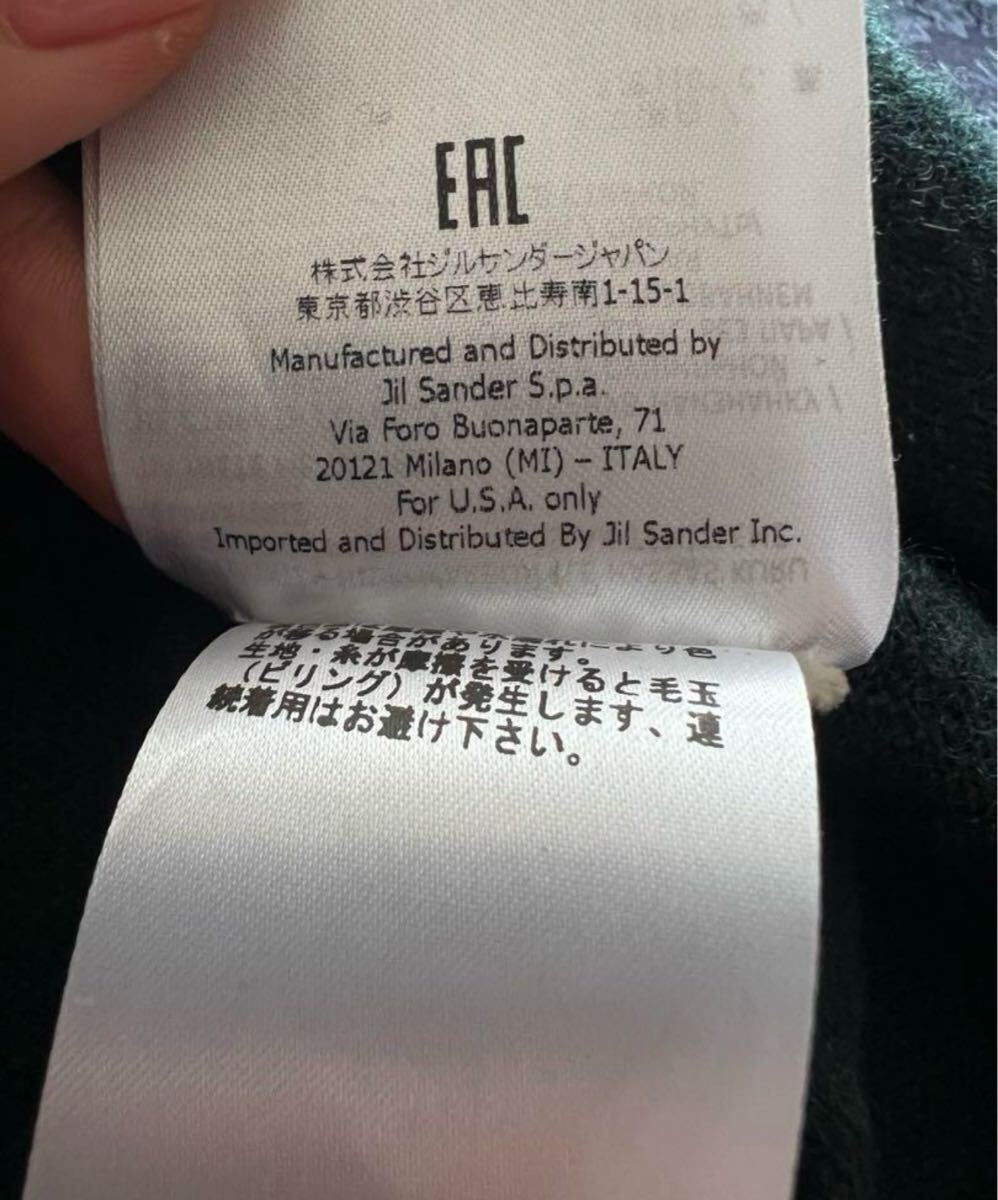 EAC
株式会社ジルサンダージャパン
東京都渋谷区恵比寿南1-15-1
Manufactured and Distributed by
Jil Sander S.p.a.
Via Foro Buonaparte, 71
20121 Milano (MI) – ITALY
For U.S.A. only
Imported and Distributed By Jil Sander Inc.
により色
が移る場合があります。
生地・糸が摩擦を受けると毛玉
(ピリング)が発生します、連
続着用はお避け下さい。